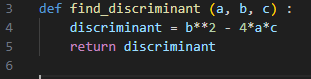 3 def find_discriminant (a, b, c) :
4     discriminant = b**2 - 4*a*c
5     return discriminant
6